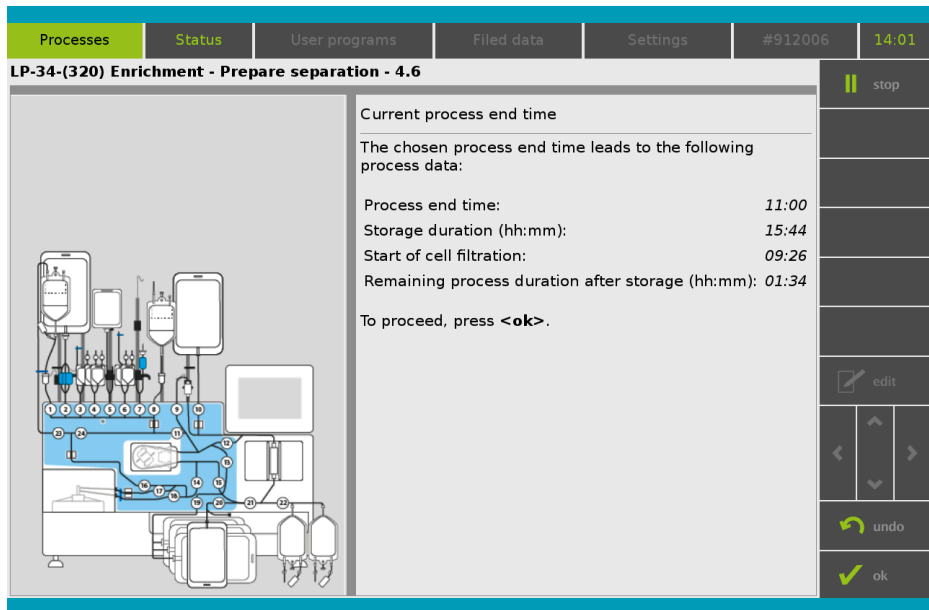 Processes Status User programs Filed data Settings #912006 14:01
LP-34-(320) Enrichment - Prepare separation - 4.6
stop
Current process end time
The chosen process end time leads to the following
process data:
Process end time: 11:00
Storage duration (hh:mm): 15:44
Start of cell filtration: 09:26
Remaining process duration after storage (hh:mm): 01:34
To proceed, press <ok>.
edit
undo
ok
1 2 3 4 5 6 7 8 9 10
23 24 11
12
13
14 15
16 17 18
19 20 21 22